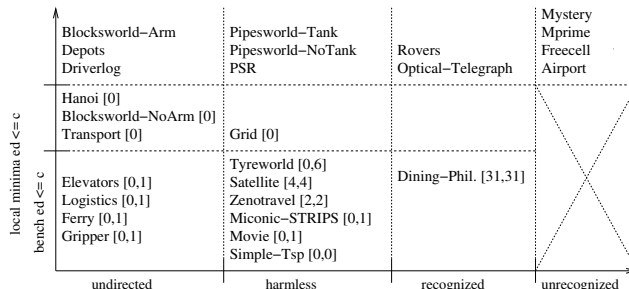 Mystery
Mprime
Freecell
Airport
Blocksworld−Arm
Depots
Driverlog
Pipesworld−Tank
Pipesworld−NoTank
PSR
Rovers
Optical−Telegraph
Hanoi [0]
Blocksworld−NoArm [0]
Transport [0]
Grid [0]
Elevators [0,1]
Logistics [0,1]
Ferry [0,1]
Gripper [0,1]
Tyreworld [0,6]
Satellite [4,4]
Zenotravel [2,2]
Miconic−STRIPS [0,1]
Movie [0,1]
Simple−Tsp [0,0]
Dining−Phil. [31,31]
local minima ed <= c
bench ed <= c
undirected
harmless
recognized
unrecognized